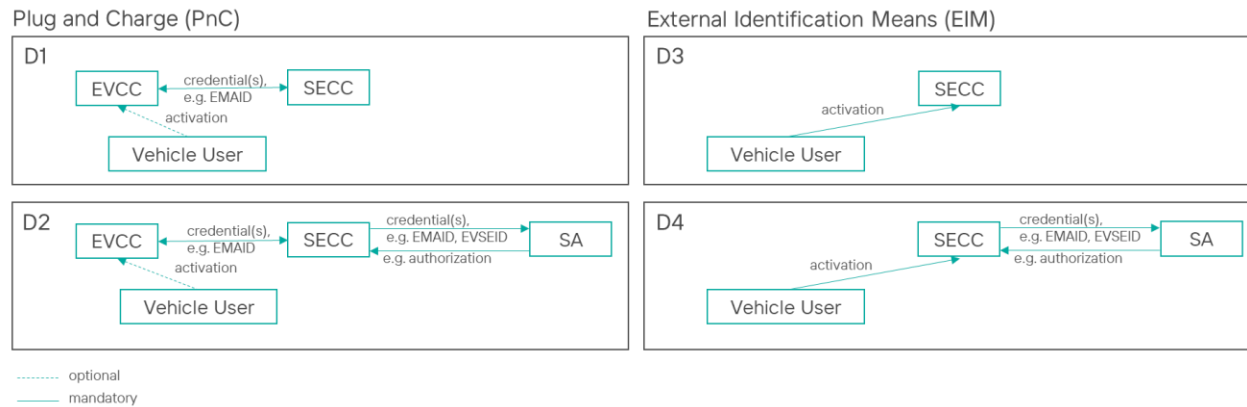 Plug and Charge (PnC)
External Identification Means (EIM)
D1
EVCC
credential(s),
e.g. EMAID
SECC
activation
Vehicle User
D3
SECC
activation
Vehicle User
D2
EVCC
credential(s),
e.g. EMAID
SECC
credential(s),
e.g. EMAID, EVSEID
e.g. authorization
SA
activation
Vehicle User
D4
SECC
credential(s),
e.g. EMAID, EVSEID
e.g. authorization
SA
activation
Vehicle User
optional
mandatory